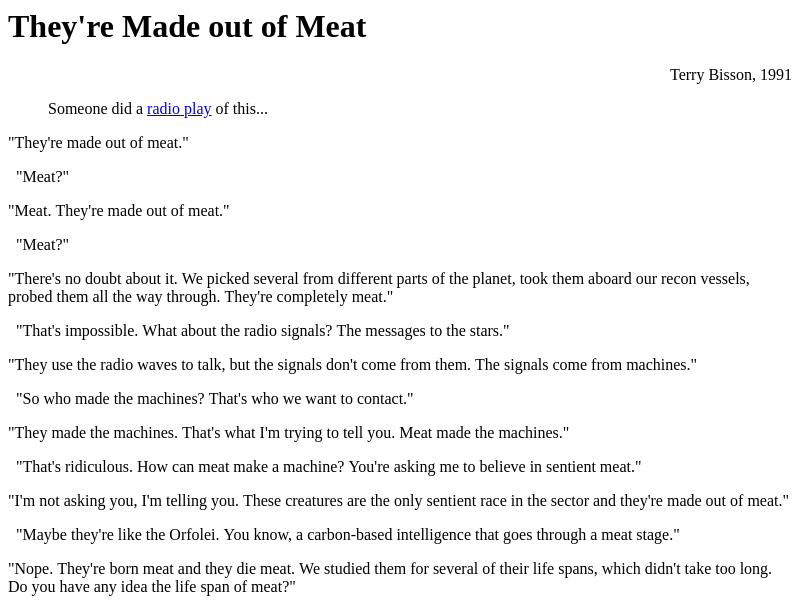 They're Made out of Meat
Terry Bisson, 1991
Someone did a radio play of this...
"They're made out of meat."
"Meat?"
"Meat. They're made out of meat."
"Meat?"
"There's no doubt about it. We picked several from different parts of the planet, took them aboard our recon vessels,
probed them all the way through. They're completely meat."
"That's impossible. What about the radio signals? The messages to the stars."
"They use the radio waves to talk, but the signals don't come from them. The signals come from machines."
"So who made the machines? That's who we want to contact."
"They made the machines. That's what I'm trying to tell you. Meat made the machines."
"That's ridiculous. How can meat make a machine? You're asking me to believe in sentient meat."
"I'm not asking you, I'm telling you. These creatures are the only sentient race in the sector and they're made out of meat."
"Maybe they're like the Orfolei. You know, a carbon-based intelligence that goes through a meat stage."
"Nope. They're born meat and they die meat. We studied them for several of their life spans, which didn't take too long.
Do you have any idea the life span of meat?"